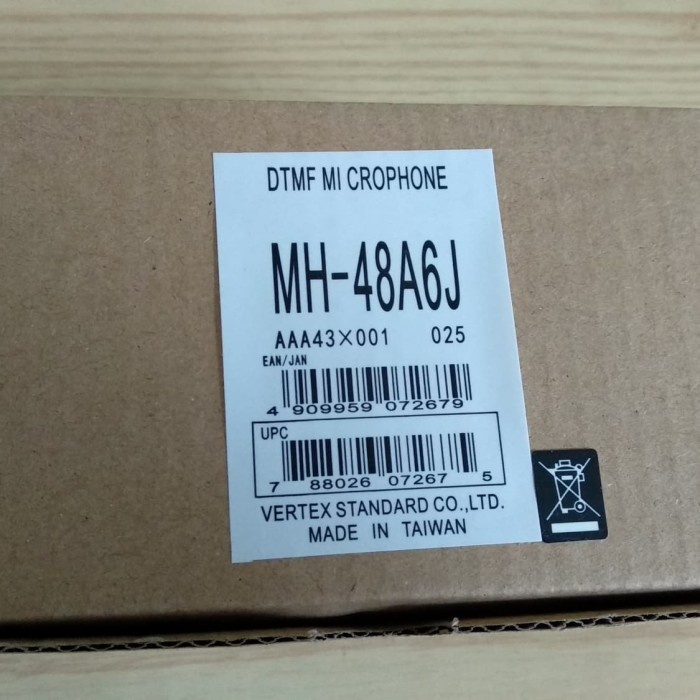 DTMF MI CROPHONE
MH-48A6J
AAA43×001 025
EAN/JAN
4 909959 072679
UPC
7 88026 07267 5
VERTEX STANDARD CO.,LTD.
MADE IN TAIWAN